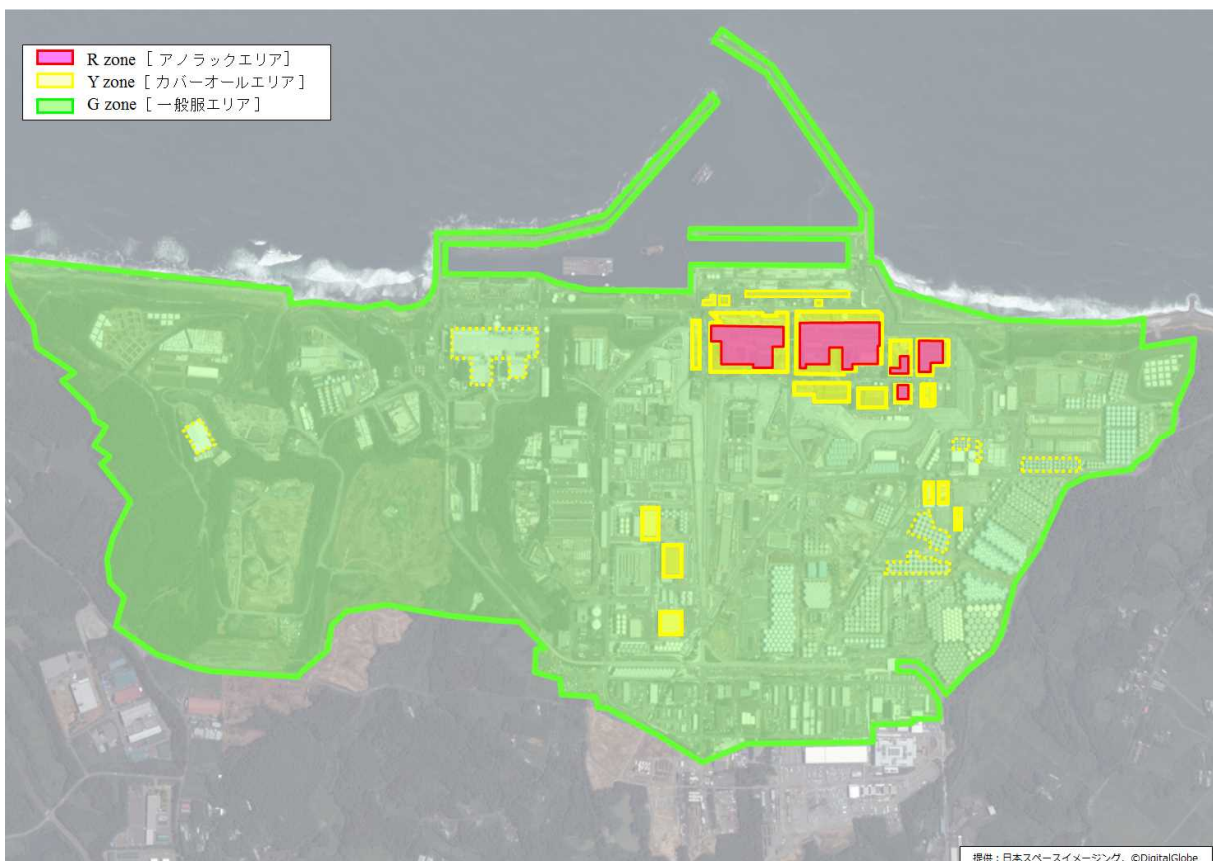 R zone［アノラックエリア］
Y zone［カバーオールエリア］
G zone［一般服エリア］
提供：日本スペースイメージング, ©DigitalGlobe